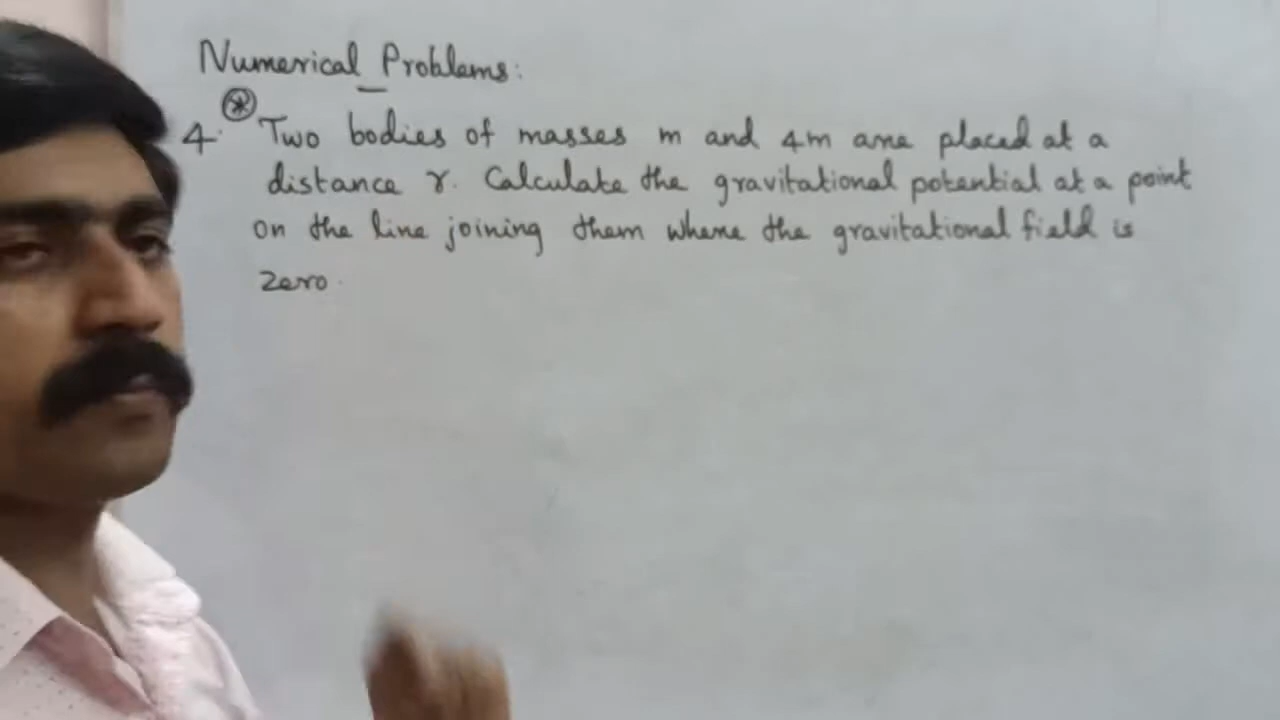 Numerical Problems:
4. * Two bodies of masses m and 4m are placed at a
distance r. Calculate the gravitational potential at a point
on the line joining them where the gravitational field is
zero.